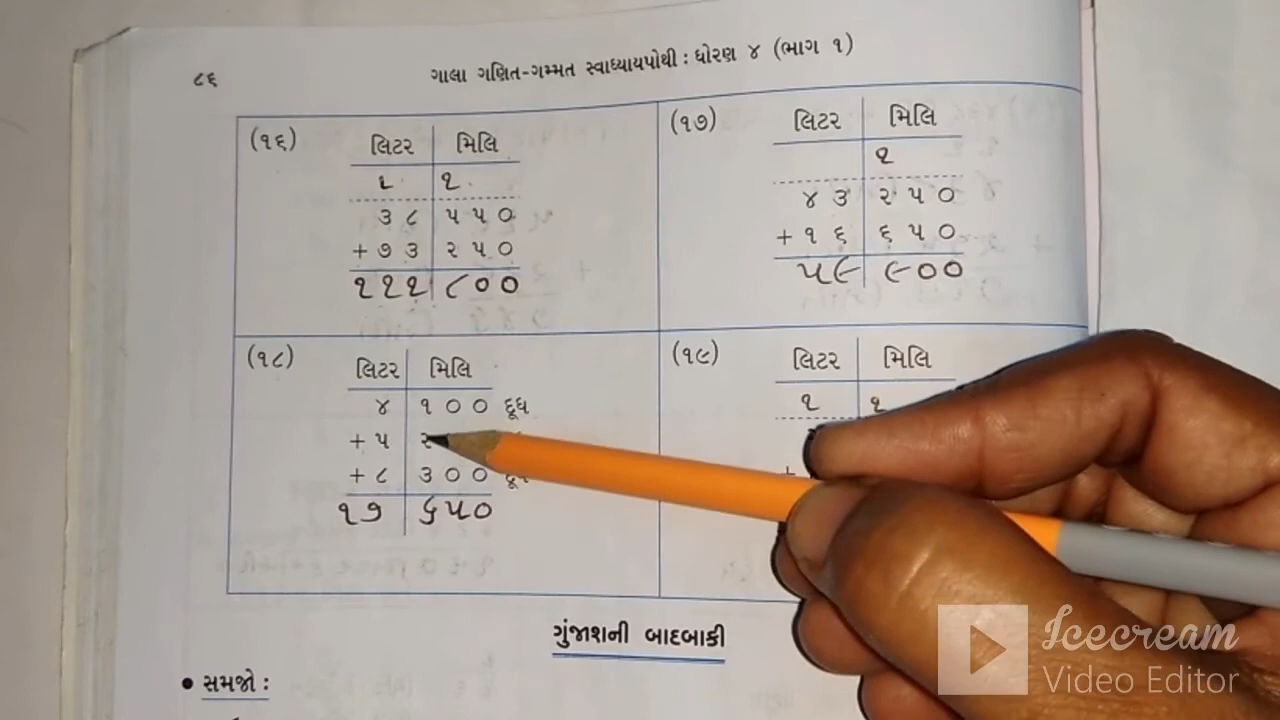 ૮૬
ગાલા ગણિત-ગમ્મત સ્વાધ્યાયપોથી : ધોરણ ૪ (ભાગ ૧)
(૧૬)
લિટર મિલિ
૧ ૧
૩૮ ૫૫૦
+ ૭૩ ૨૫૦
૧૧૧ ૮૦૦
(૧૭)
લિટર મિલિ
૧
૪૩ ૨૫૦
+ ૧૬ ૬૫૦
૫૯ ૯૦૦
(૧૮)
લિટર મિલિ
૪ ૧૦૦ દૂધ
+ ૫
+ ૮ ૩૦૦
૧૭ ૬૫૦
(૧૯)
લિટર મિલિ
૧ ૧
ગુંજાશની બાદબાકી
• સમજો :
Icecream
Video Editor